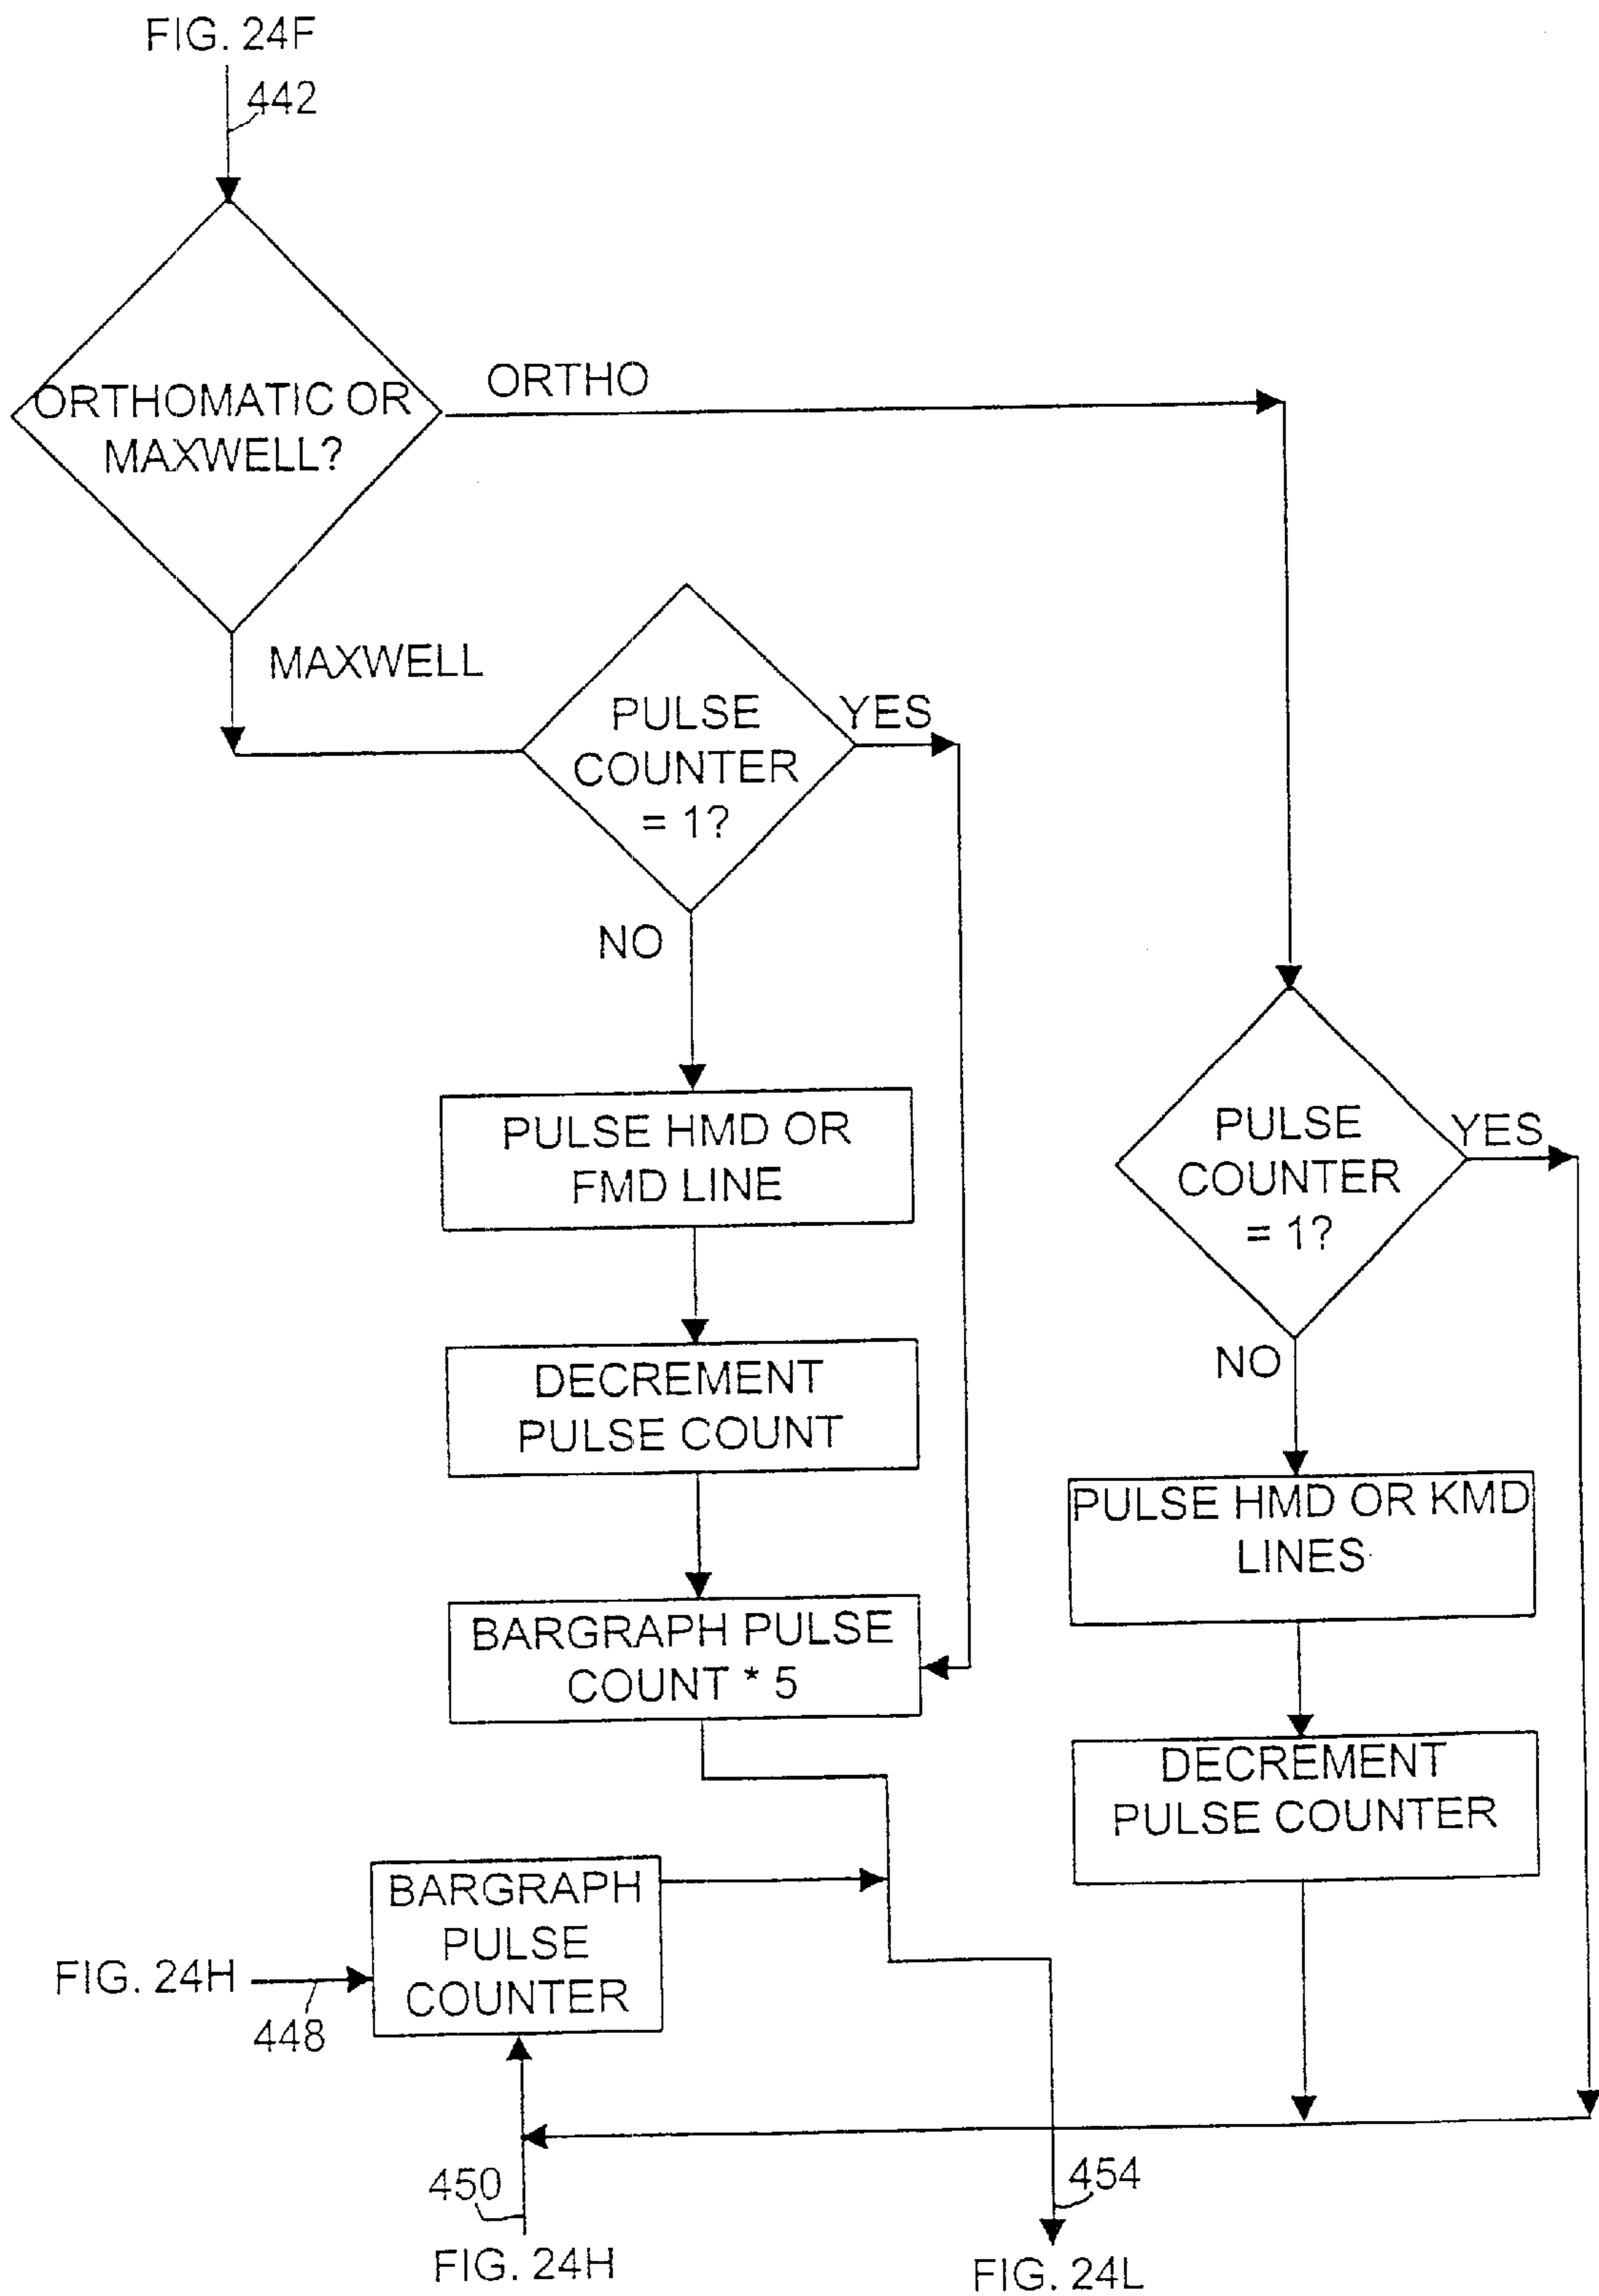 FIG. 24F
442
ORTHOMATIC OR
MAXWELL?
ORTHO
MAXWELL
PULSE
COUNTER
= 1?
YES
NO
PULSE HMD OR
FMD LINE
DECREMENT
PULSE COUNT
BARGRAPH PULSE
COUNT * 5
PULSE
COUNTER
= 1?
YES
NO
PULSE HMD OR KMD
LINES
DECREMENT
PULSE COUNTER
BARGRAPH
PULSE
COUNTER
FIG. 24H
448
450
FIG. 24H
454
FIG. 24L